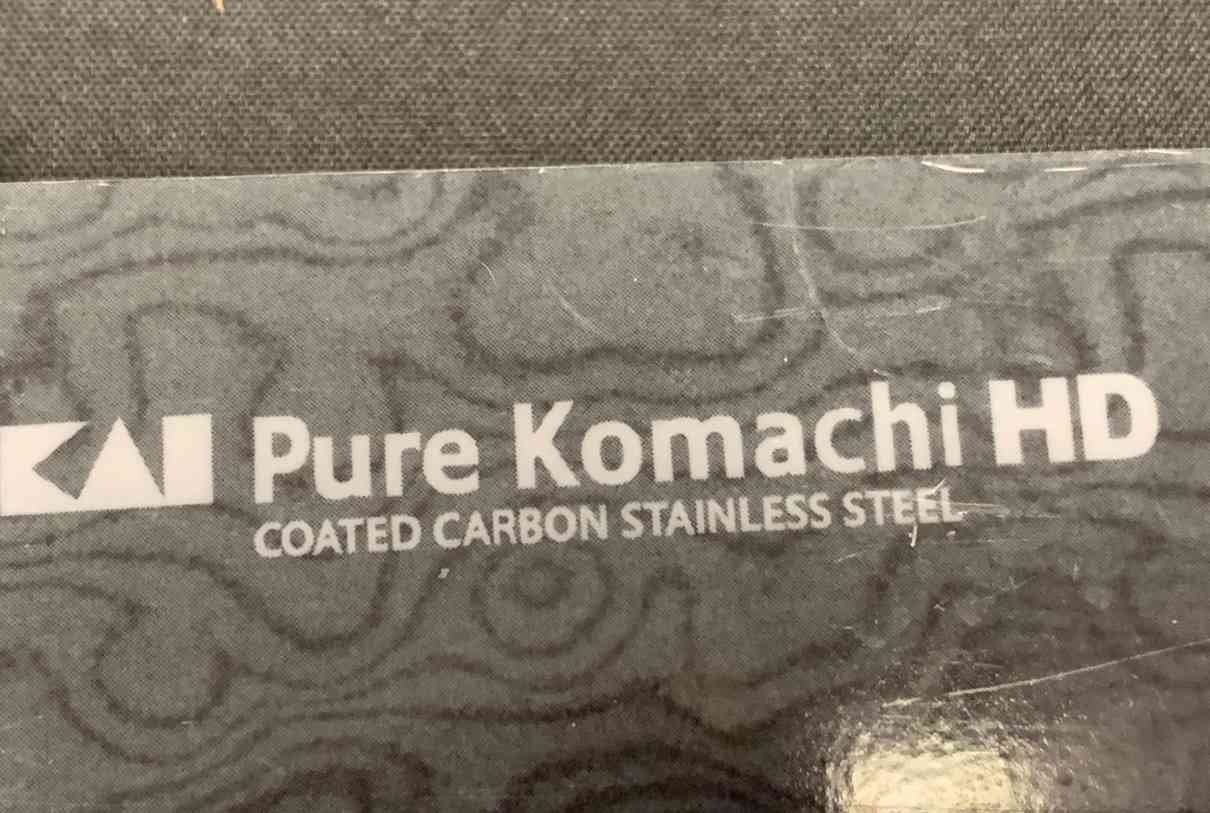 KAI Pure Komachi HD
COATED CARBON STAINLESS STEEL